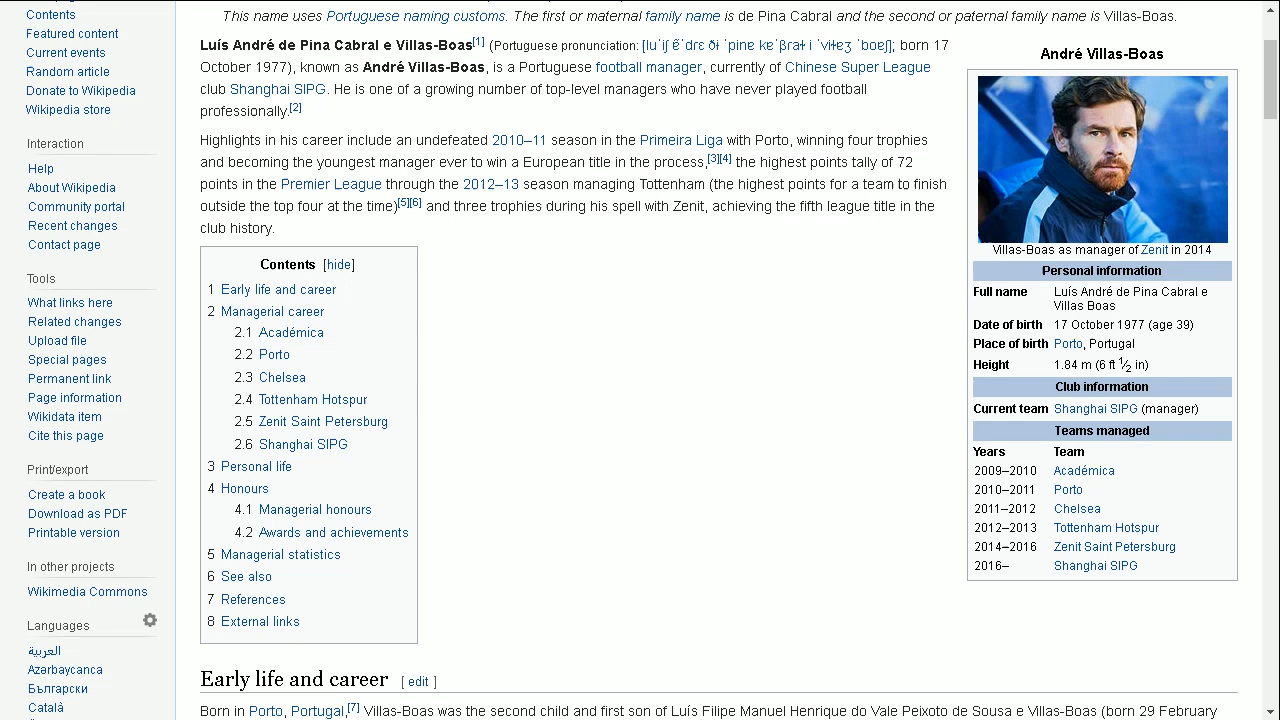 Contents
Featured content
Current events
Random article
Donate to Wikipedia
Wikipedia store
Interaction
Help
About Wikipedia
Community portal
Recent changes
Contact page
Tools
What links here
Related changes
Upload file
Special pages
Permanent link
Page information
Wikidata item
Cite this page
Print/export
Create a book
Download as PDF
Printable version
In other projects
Wikimedia Commons
Languages
العربية
Azərbaycanca
Български
Català
This name uses Portuguese naming customs. The first or maternal family name is de Pina Cabral and the second or paternal family name is Villas-Boas.
Luís André de Pina Cabral e Villas-Boas[1] (Portuguese pronunciation: ; born 17
October 1977), known as André Villas-Boas, is a Portuguese football manager, currently of Chinese Super League
club Shanghai SIPG. He is one of a growing number of top-level managers who have never played football
professionally.[2]
Highlights in his career include an undefeated 2010–11 season in the Primeira Liga with Porto, winning four trophies
and becoming the youngest manager ever to win a European title in the process,[3][4] the highest points tally of 72
points in the Premier League through the 2012–13 season managing Tottenham (the highest points for a team to finish
outside the top four at the time)[5][6] and three trophies during his spell with Zenit, achieving the fifth league title in the
club history.
Contents [hide]
1 Early life and career
2 Managerial career
2.1 Académica
2.2 Porto
2.3 Chelsea
2.4 Tottenham Hotspur
2.5 Zenit Saint Petersburg
2.6 Shanghai SIPG
3 Personal life
4 Honours
4.1 Managerial honours
4.2 Awards and achievements
5 Managerial statistics
6 See also
7 References
8 External links
André Villas-Boas
Villas-Boas as manager of Zenit in 2014
Personal information
Full name Luís André de Pina Cabral e
Villas Boas
Date of birth 17 October 1977 (age 39)
Place of birth Porto, Portugal
Height 1.84 m (6 ft 1⁄2 in)
Club information
Current team Shanghai SIPG (manager)
Teams managed
Years Team
2009–2010 Académica
2010–2011 Porto
2011–2012 Chelsea
2012–2013 Tottenham Hotspur
2014–2016 Zenit Saint Petersburg
2016– Shanghai SIPG
Early life and career [ edit ]
Born in Porto, Portugal,[7] Villas-Boas was the second child and first son of Luís Filipe Manuel Henrique do Vale Peixoto de Sousa e Villas-Boas (born 29 February